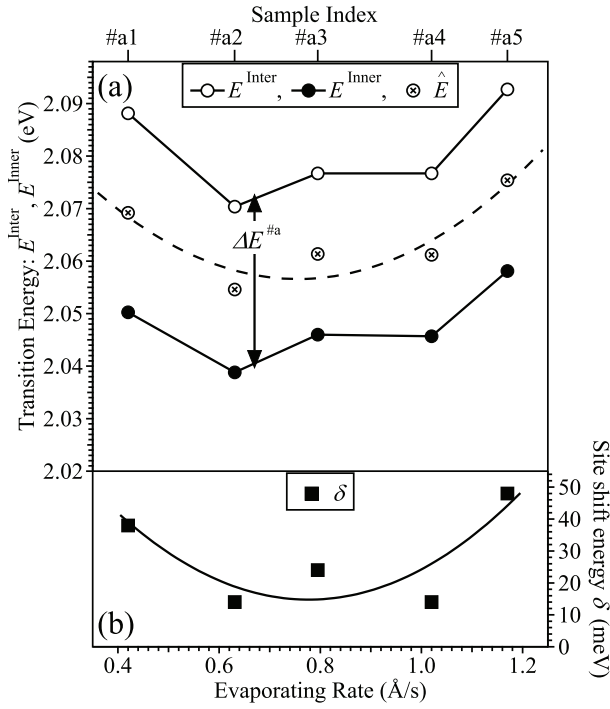 Sample Index
#a1 #a2 #a3 #a4 #a5
(a)
E^Inter, E^Inner, Ê
Transition Energy: E^Inter, E^Inner (eV)
2.09
2.08
2.07
2.06
2.05
2.04
2.03
2.02
ΔE^#a
(b)
δ
Site shift energy δ (meV)
50
40
30
20
10
0
0.4 0.6 0.8 1.0 1.2
Evaporating Rate (Å/s)